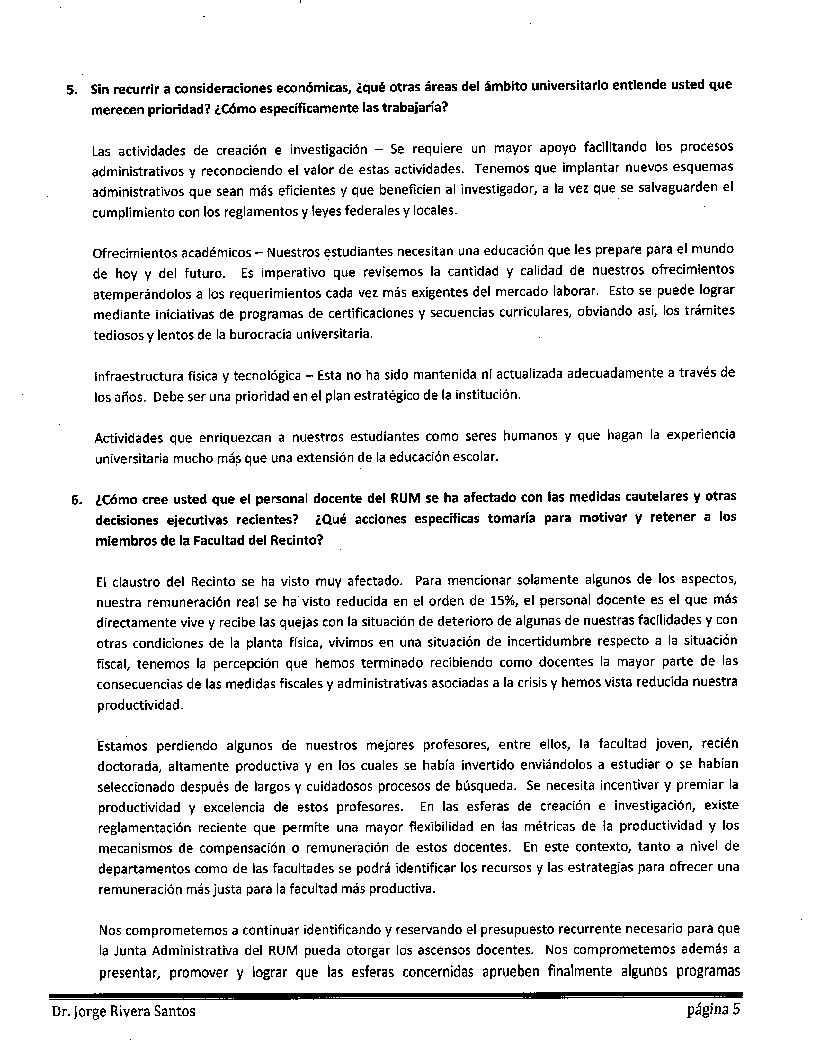 5. Sin recurrir a consideraciones económicas, ¿qué otras áreas del ámbito universitario entiende usted que
merecen prioridad? ¿Cómo específicamente las trabajaría?
Las actividades de creación e investigación – Se requiere un mayor apoyo facilitando los procesos
administrativos y reconociendo el valor de estas actividades. Tenemos que implantar nuevos esquemas
administrativos que sean más eficientes y que beneficien al investigador, a la vez que se salvaguarden el
cumplimiento con los reglamentos y leyes federales y locales.
Ofrecimientos académicos – Nuestros estudiantes necesitan una educación que les prepare para el mundo
de hoy y del futuro. Es imperativo que revisemos la cantidad y calidad de nuestros ofrecimientos
atemperándolos a los requerimientos cada vez más exigentes del mercado laborar. Esto se puede lograr
mediante iniciativas de programas de certificaciones y secuencias curriculares, obviando así, los trámites
tediosos y lentos de la burocracia universitaria.
Infraestructura física y tecnológica – Esta no ha sido mantenida ni actualizada adecuadamente a través de
los años. Debe ser una prioridad en el plan estratégico de la institución.
Actividades que enriquezcan a nuestros estudiantes como seres humanos y que hagan la experiencia
universitaria mucho más que una extensión de la educación escolar.
6. ¿Cómo cree usted que el personal docente del RUM se ha afectado con las medidas cautelares y otras
decisiones ejecutivas recientes? ¿Qué acciones específicas tomaría para motivar y retener a los
miembros de la Facultad del Recinto?
El claustro del Recinto se ha visto muy afectado. Para mencionar solamente algunos de los aspectos,
nuestra remuneración real se ha visto reducida en el orden de 15%, el personal docente es el que más
directamente vive y recibe las quejas con la situación de deterioro de algunas de nuestras facilidades y con
otras condiciones de la planta física, vivimos en una situación de incertidumbre respecto a la situación
fiscal, tenemos la percepción que hemos terminado recibiendo como docentes la mayor parte de las
consecuencias de las medidas fiscales y administrativas asociadas a la crisis y hemos vista reducida nuestra
productividad.
Estamos perdiendo algunos de nuestros mejores profesores, entre ellos, la facultad joven, recién
doctorada, altamente productiva y en los cuales se había invertido enviándolos a estudiar o se habían
seleccionado después de largos y cuidadosos procesos de búsqueda. Se necesita incentivar y premiar la
productividad y excelencia de estos profesores. En las esferas de creación e investigación, existe
reglamentación reciente que permite una mayor flexibilidad en las métricas de la productividad y los
mecanismos de compensación o remuneración de estos docentes. En este contexto, tanto a nivel de
departamentos como de las facultades se podrá identificar los recursos y las estrategias para ofrecer una
remuneración más justa para la facultad más productiva.
Nos comprometemos a continuar identificando y reservando el presupuesto recurrente necesario para que
la Junta Administrativa del RUM pueda otorgar los ascensos docentes. Nos comprometemos además a
presentar, promover y lograr que las esferas concernidas aprueben finalmente algunos programas
Dr. Jorge Rivera Santos página 5